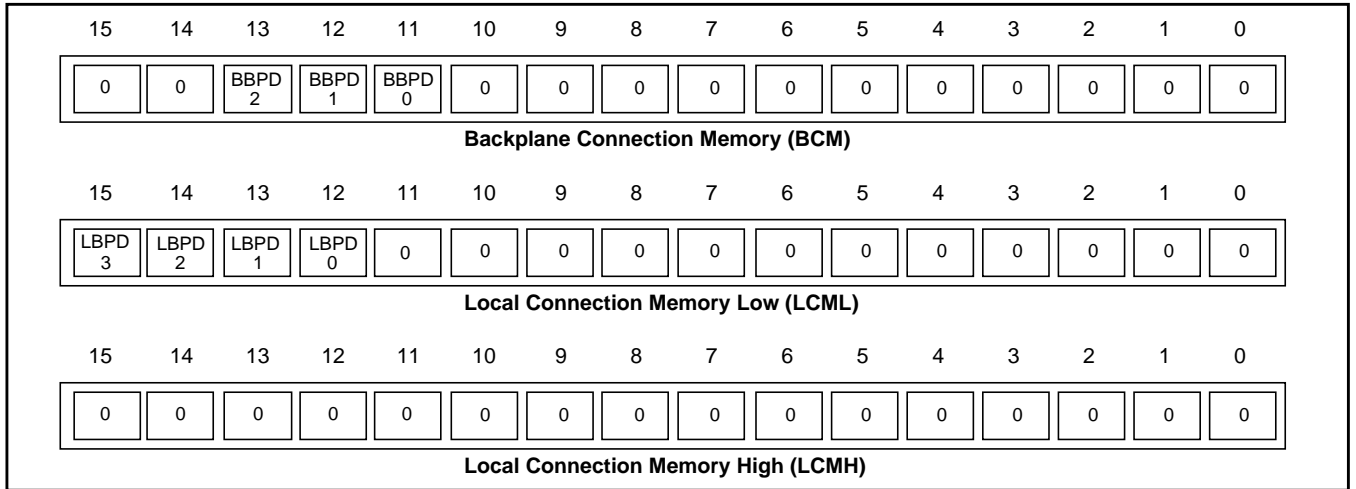 15 14 13 12 11 10 9 8 7 6 5 4 3 2 1 0
0 0 BBPD 2 BBPD 1 BBPD 0 0 0 0 0 0 0 0 0 0 0 0
Backplane Connection Memory (BCM)
15 14 13 12 11 10 9 8 7 6 5 4 3 2 1 0
LBPD 3 LBPD 2 LBPD 1 LBPD 0 0 0 0 0 0 0 0 0 0 0 0 0
Local Connection Memory Low (LCML)
15 14 13 12 11 10 9 8 7 6 5 4 3 2 1 0
0 0 0 0 0 0 0 0 0 0 0 0 0 0 0 0
Local Connection Memory High (LCMH)